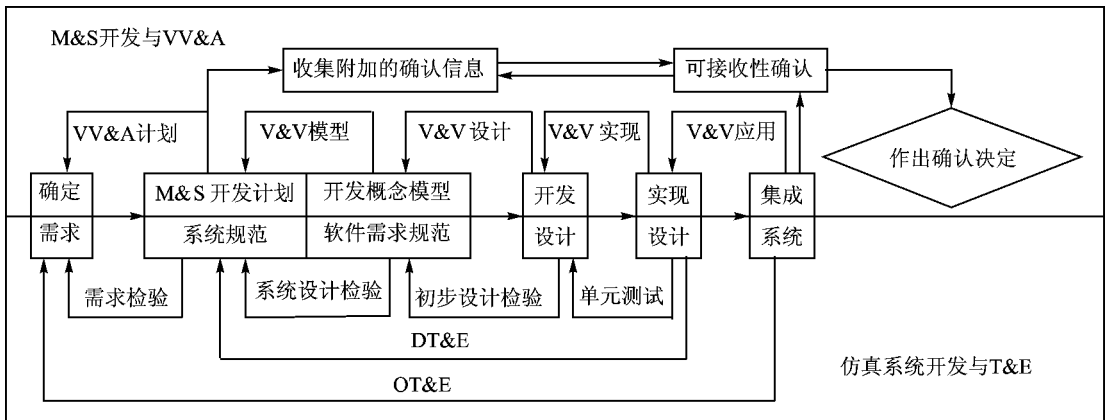 M&S开发与VV&A
收集附加的确认信息
可接收性确认
VV&A计划
V&V模型
V&V 设计
V&V 实现
V&V应用
作出确认决定
确定
需求
M&S 开发计划
系统规范
开发概念模型
软件需求规范
开发
设计
实现
设计
集成
系统
需求检验
系统设计检验
初步设计检验
单元测试
DT&E
OT&E
仿真系统开发与T&E